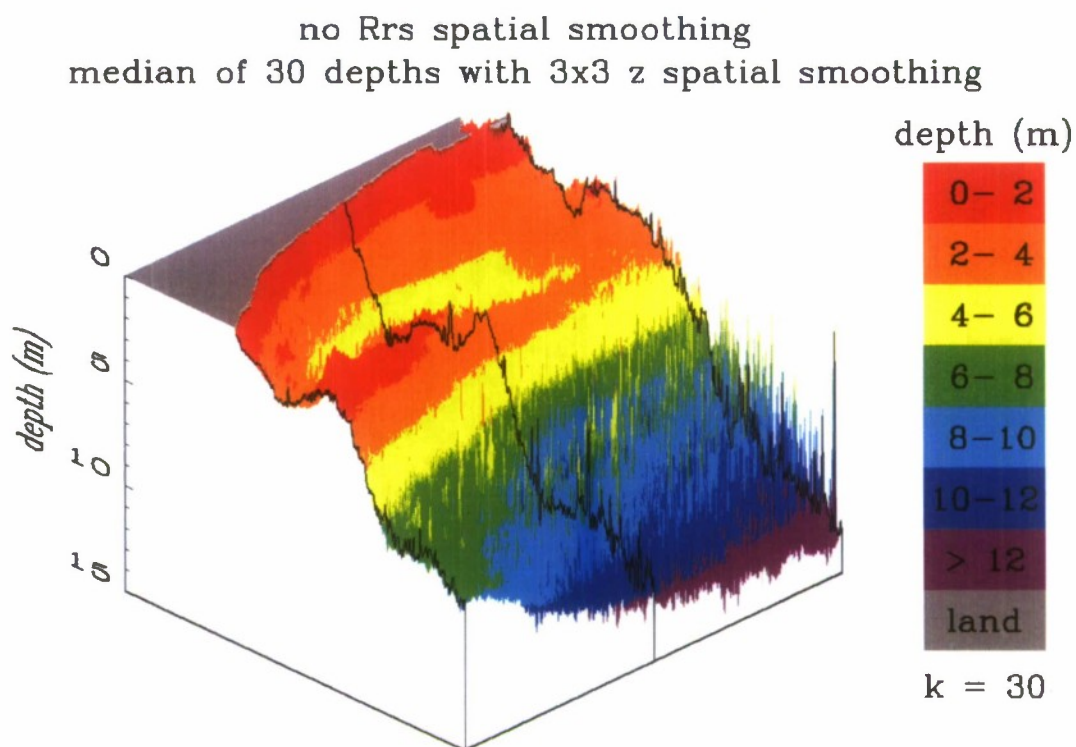 no Rrs spatial smoothing
median of 30 depths with 3x3 z spatial smoothing
depth (m)
0- 2
2- 4
4- 6
6- 8
8-10
10-12
> 12
land
k = 30
depth (m)
0
5
10
15